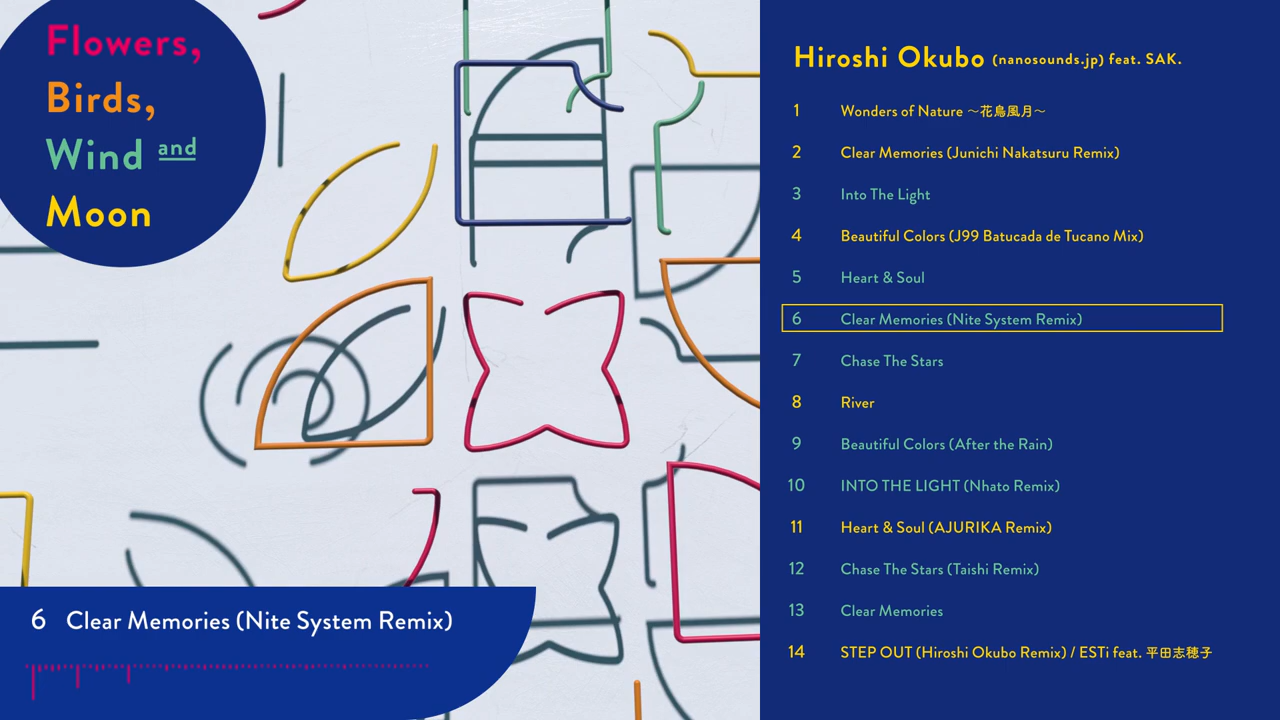 Flowers,
Birds,
Wind and
Moon
6 Clear Memories (Nite System Remix)
Hiroshi Okubo (nanosounds.jp) feat. SAK.
1 Wonders of Nature ～花鳥風月～
2 Clear Memories (Junichi Nakatsuru Remix)
3 Into The Light
4 Beautiful Colors (J99 Batucada de Tucano Mix)
5 Heart & Soul
6 Clear Memories (Nite System Remix)
7 Chase The Stars
8 River
9 Beautiful Colors (After the Rain)
10 INTO THE LIGHT (Nhato Remix)
11 Heart & Soul (AJURIKA Remix)
12 Chase The Stars (Taishi Remix)
13 Clear Memories
14 STEP OUT (Hiroshi Okubo Remix) / ESTi feat. 平田志穂子